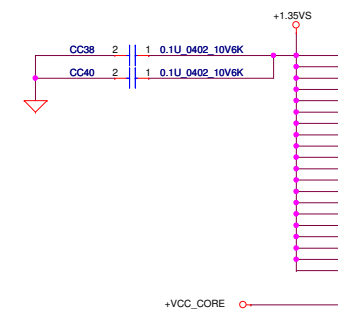 +1.35VS
CC38 2 1 0.1U_0402_10V6K
CC40 2 1 0.1U_0402_10V6K
+VCC_CORE